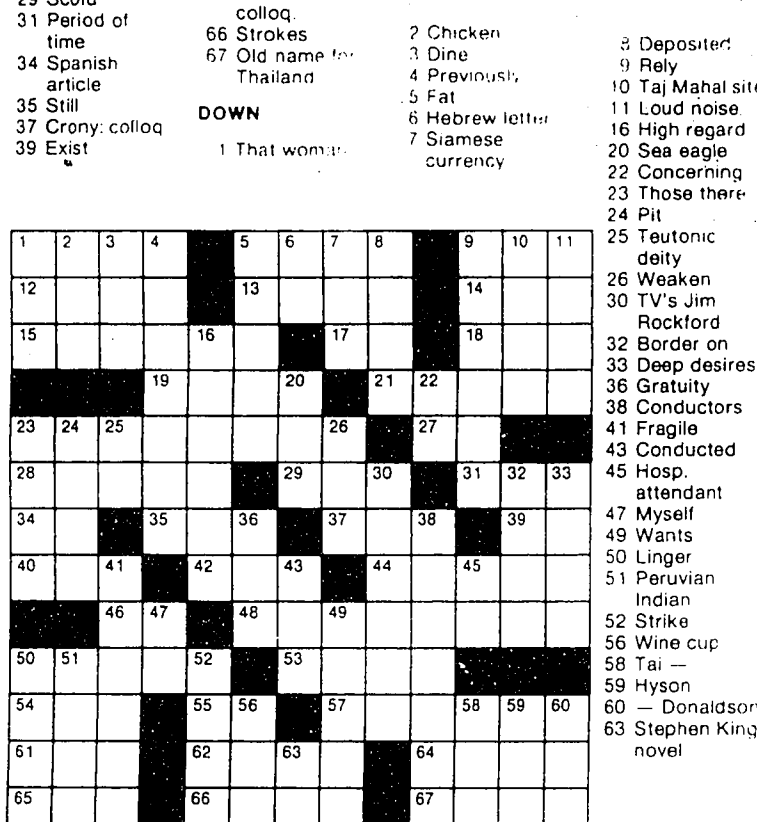 29 Scold
31 Period of
time
34 Spanish
article
35 Still
37 Crony: colloq
39 Exist
colloq.
66 Strokes
67 Old name for
Thailand
DOWN
1 That woman
2 Chicken
3 Dine
4 Previously
5 Fat
6 Hebrew letter
7 Siamese
currency
8 Deposited
9 Rely
10 Taj Mahal site
11 Loud noise
16 High regard
20 Sea eagle
22 Concerning
23 Those there
24 Pit
25 Teutonic
deity
26 Weaken
30 TV's Jim
Rockford
32 Border on
33 Deep desires
36 Gratuity
38 Conductors
41 Fragile
43 Conducted
45 Hosp.
attendant
47 Myself
49 Wants
50 Linger
51 Peruvian
Indian
52 Strike
56 Wine cup
58 Tai —
59 Hyson
60 — Donaldson
63 Stephen King
novel
1 2 3 4 5 6 7 8 9 10 11
12 13 14
15 16 17 18
19 20 21 22
23 24 25 26 27
28 29 30 31 32 33
34 35 36 37 38 39
40 41 42 43 44 45
46 47 48 49
50 51 52 53
54 55 56 57 58 59 60
61 62 63 64
65 66 67